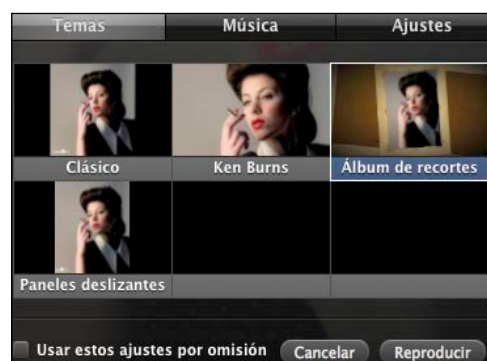 Temas Música Ajustes
Clásico Ken Burns Álbum de recortes
Paneles deslizantes
Usar estos ajustes por omisión Cancelar Reproducir